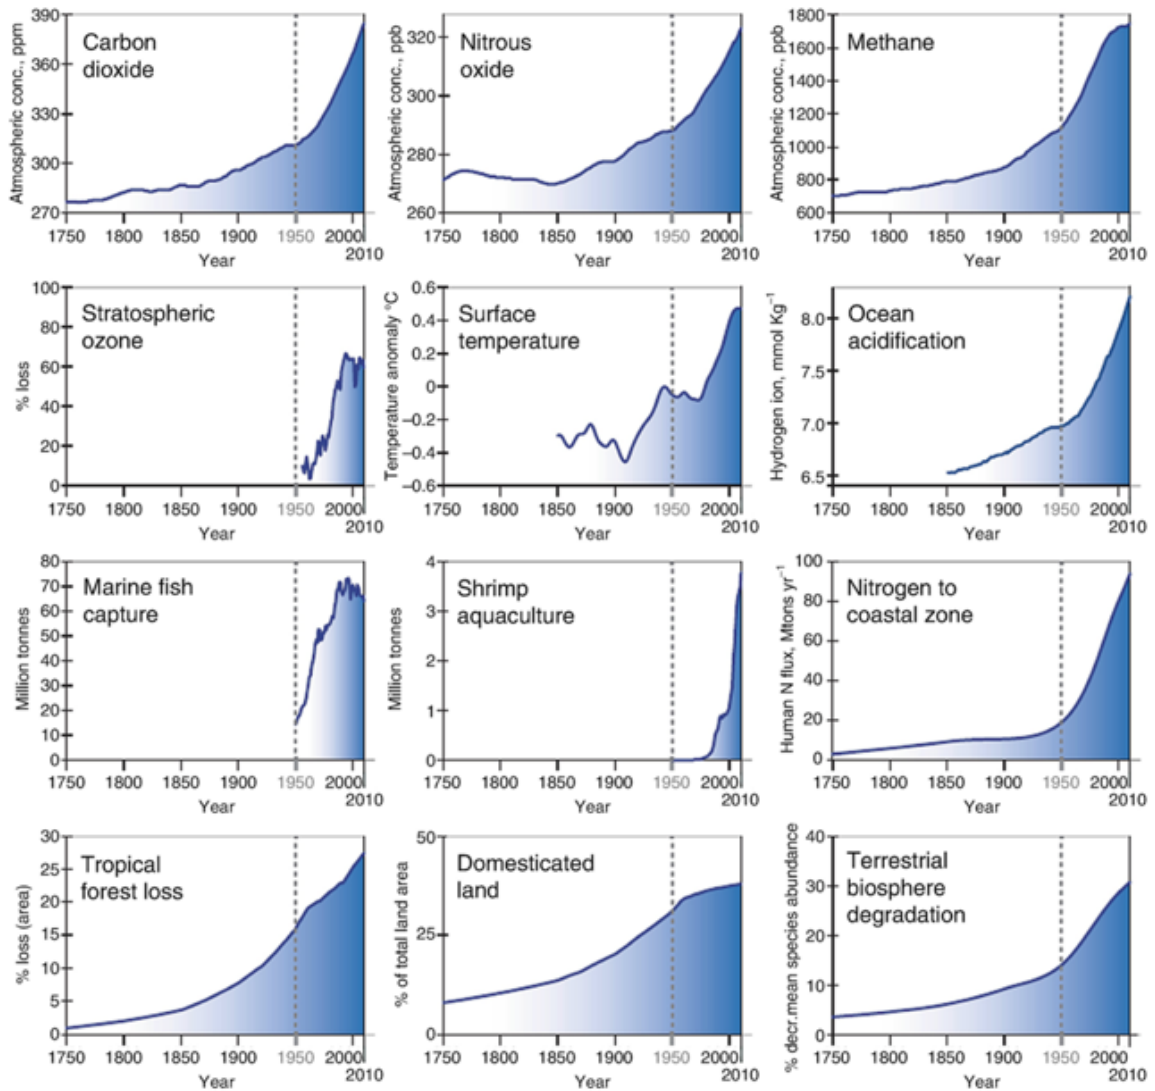 Carbon
dioxide
Atmospheric conc., ppm
390
360
330
300
270
1750 1800 1850 1900 1950 2000
2010
Year
Nitrous
oxide
Atmospheric conc., ppb
320
300
280
260
1750 1800 1850 1900 1950 2000
2010
Year
Methane
Atmospheric conc., ppb
1800
1600
1400
1200
1000
800
600
1750 1800 1850 1900 1950 2000
2010
Year
Stratospheric
ozone
% loss
100
80
60
40
20
0
1750 1800 1850 1900 1950 2000
2010
Year
Surface
temperature
Temperature anomaly °C
0.6
0.4
0.2
0
–0.2
–0.4
–0.6
1750 1800 1850 1900 1950 2000
2010
Year
Ocean
acidification
Hydrogen ion, mmol Kg–1
8.0
7.5
7.0
6.5
1750 1800 1850 1900 1950 2000
2010
Year
Marine fish
capture
Million tonnes
80
70
60
50
40
70
20
10
0
1750 1800 1850 1900 1950 2000
2010
Year
Shrimp
aquaculture
Million tonnes
4
3
2
1
0
1750 1800 1850 1900 1950 2000
2010
Year
Nitrogen to
coastal zone
Human N flux, Mtons yr–1
100
80
60
40
20
0
1750 1800 1850 1900 1950 2000
2010
Year
Tropical
forest loss
% loss (area)
30
25
20
15
10
5
0
1750 1800 1850 1900 1950 2000
2010
Year
Domesticated
land
% of total land area
50
25
0
1750 1800 1850 1900 1950 2000
2010
Year
Terrestrial
biosphere
degradation
% decr.mean species abundance
40
30
20
10
0
1750 1800 1850 1900 1950 2000
2010
Year